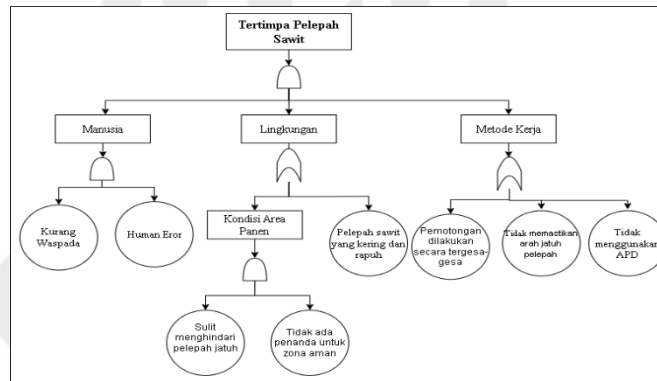 Tertimpa Pelepah
Sawit
Manusia
Lingkungan
Metode Kerja
Kurang
Waspada
Human Eror
Kondisi Area
Panen
Pelepah sawit
yang kering dan
rapuh
Pemotongan
dilakukan
secara tergesa-
gesa
Tidak memastikan
arah jatuh
pelepah
Tidak
menggunakan
APD
Sulit
menghindari
pelepah jatuh
Tidak ada
penanda untuk
zona aman